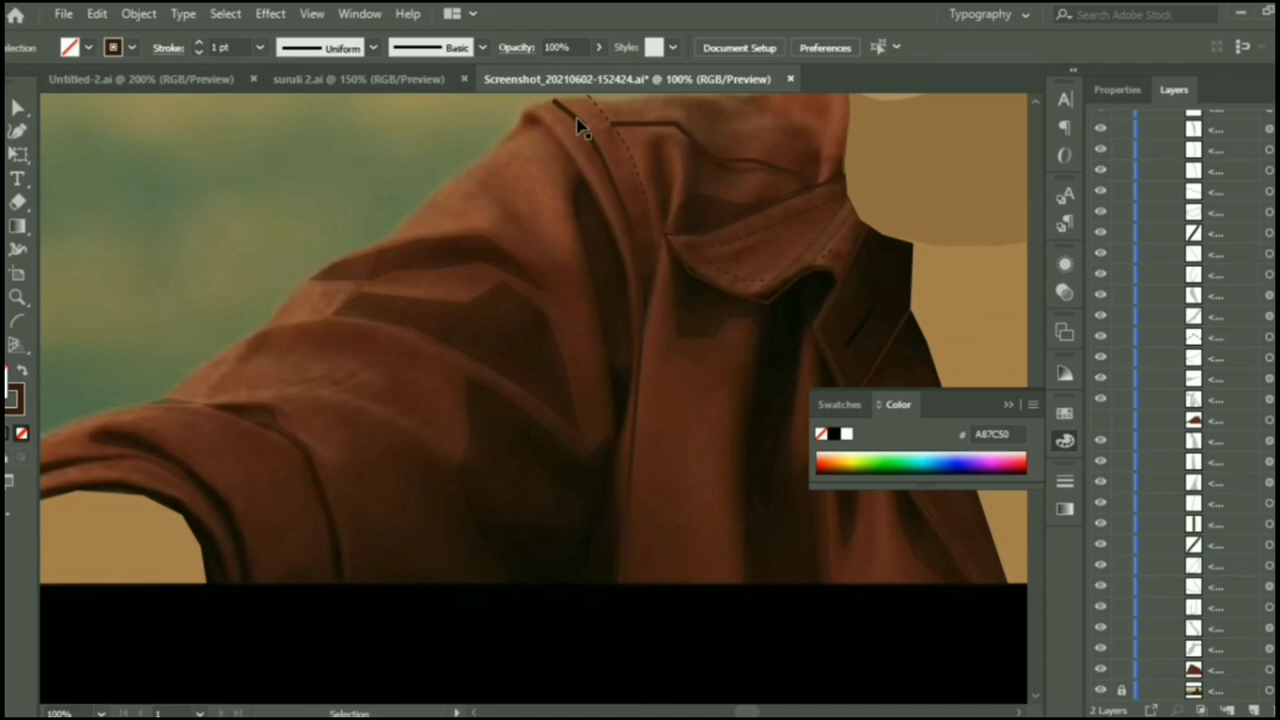 File Edit Object Type Select Effect View Window Help
Typography
Search Adobe Stock
Stroke: 1 pt Uniform Basic Opacity: 100% Style: Document Setup Preferences
Untitled-2.ai @ 200% (RGB/Preview) suruli 2.ai @ 150% (RGB/Preview) Screenshot_20210602-152424.ai* @ 100% (RGB/Preview)
Properties Layers
Swatches Color
# A87C50
100% 1 Selection
2 Layers